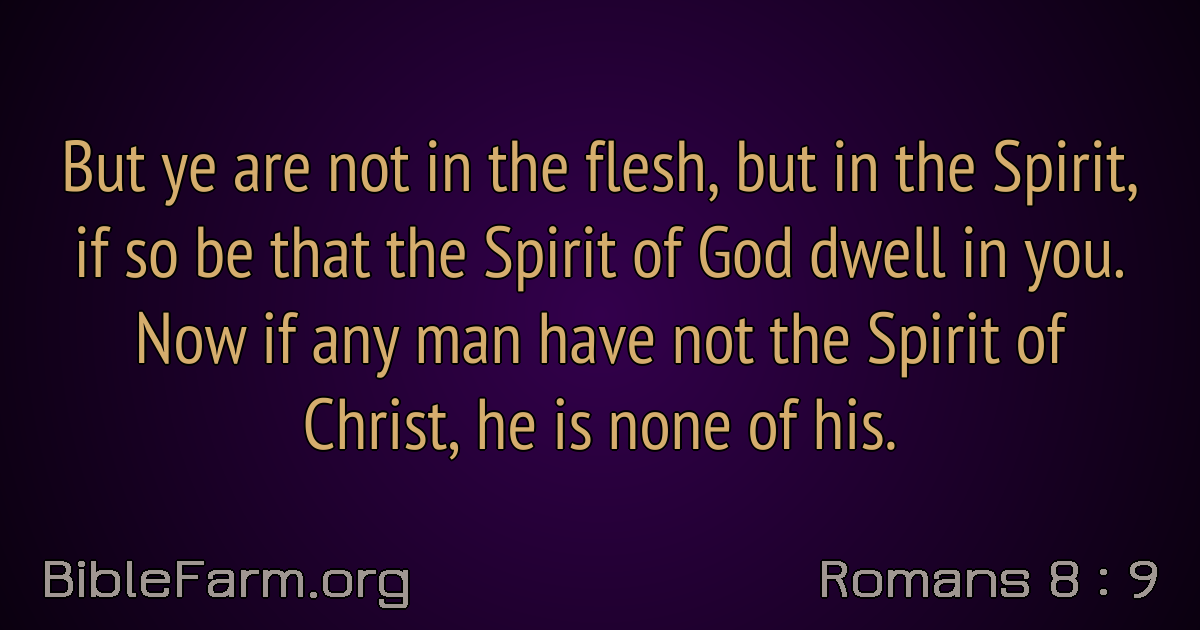 But ye are not in the flesh, but in the Spirit,
if so be that the Spirit of God dwell in you.
Now if any man have not the Spirit of
Christ, he is none of his.
BibleFarm.org
Romans 8 : 9